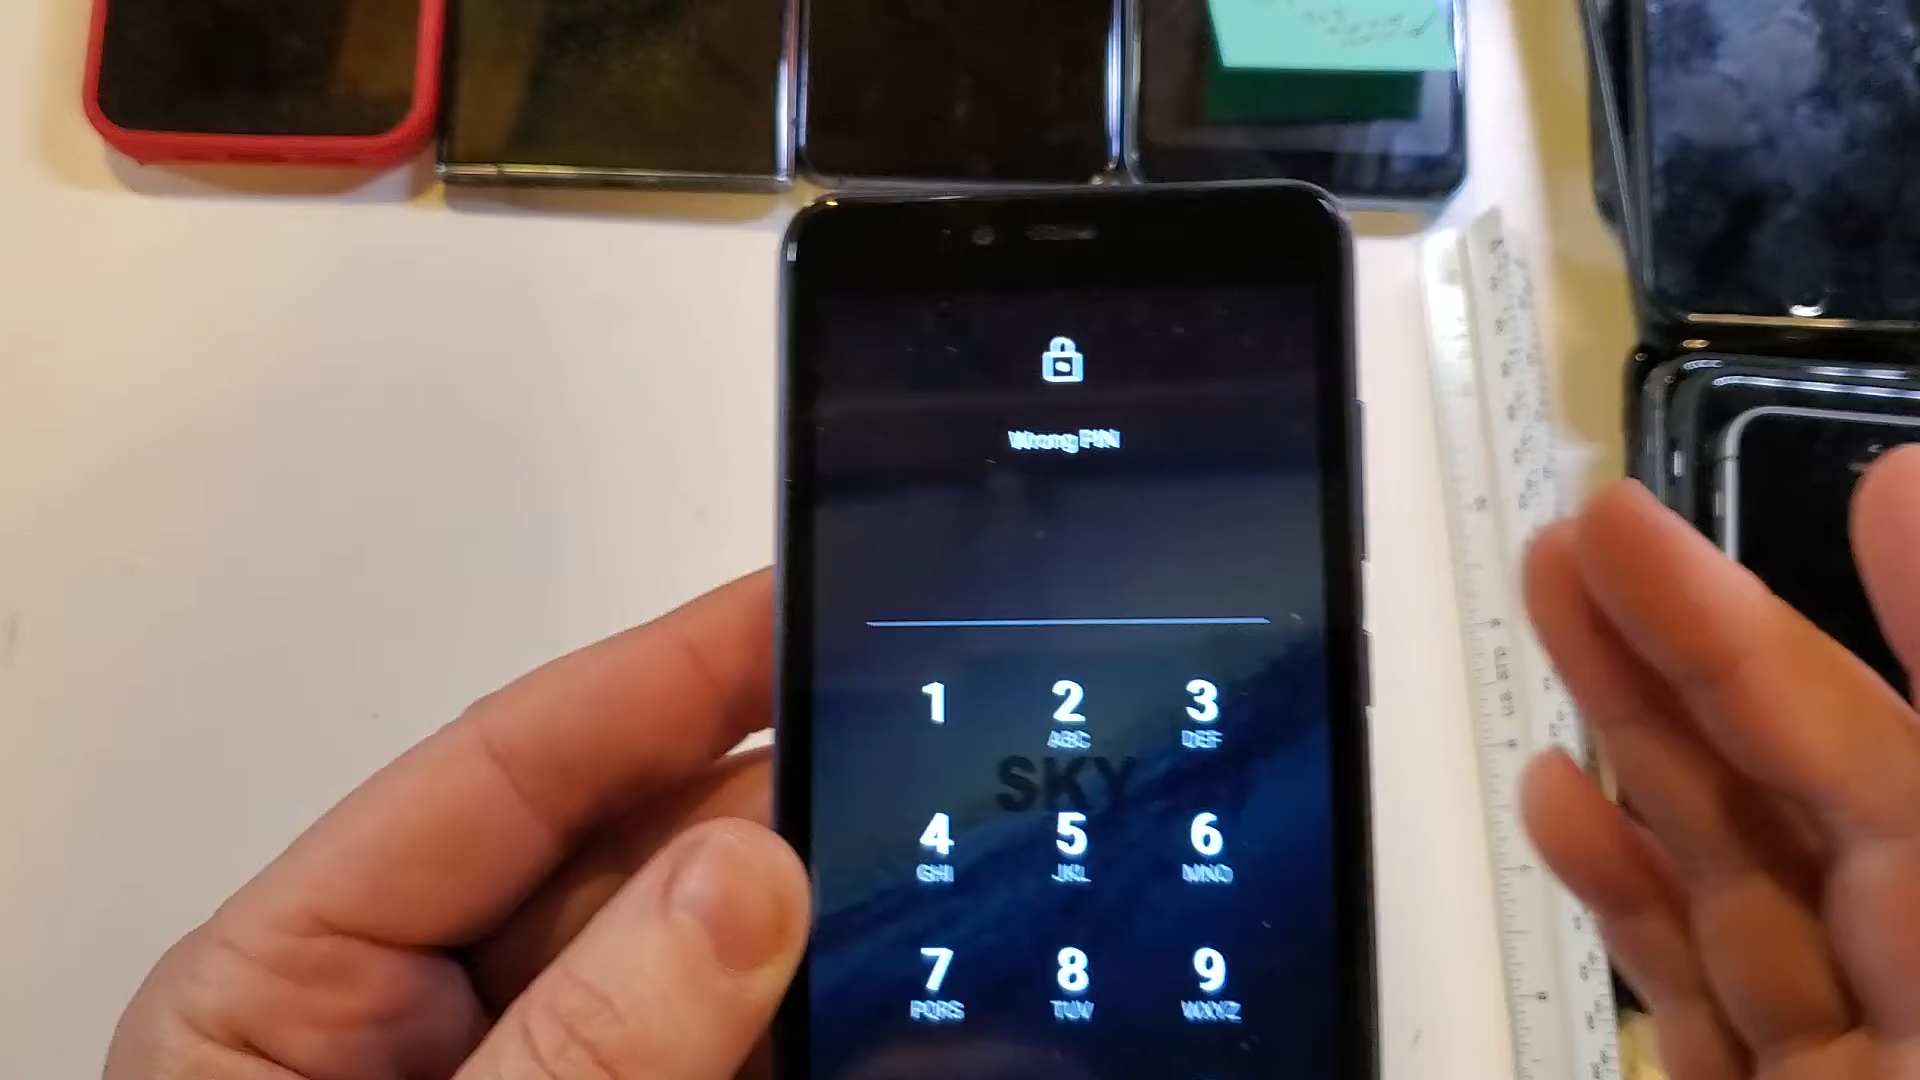 Wrong PIN
1 2 3
ABC DEF
SKY
4 5 6
GHI JKL MNO
7 8 9
PQRS TUV WXYZ